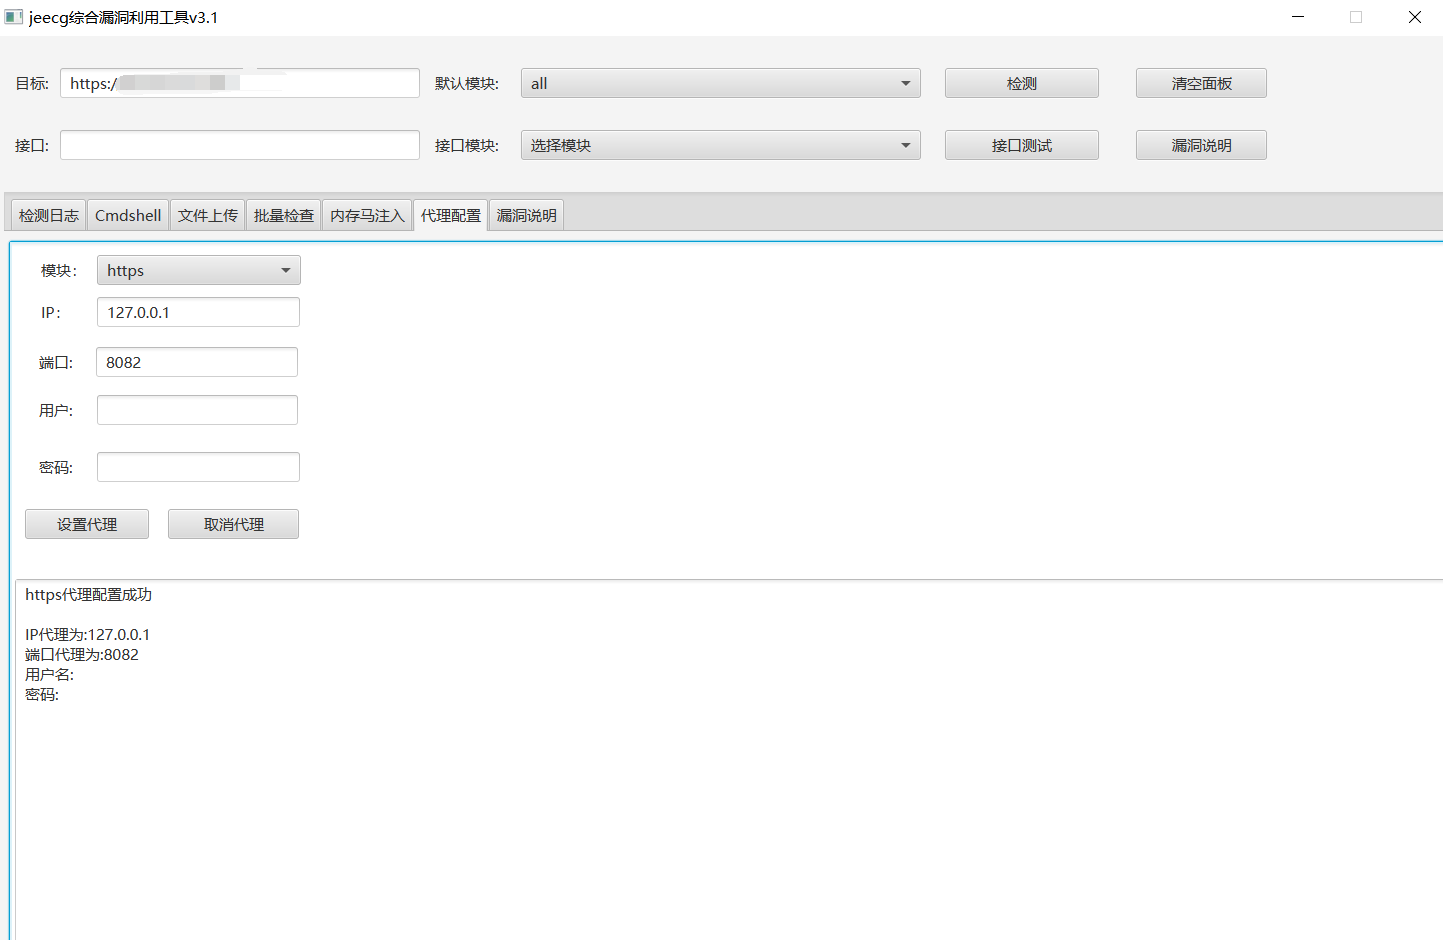 jeecg综合漏洞利用工具v3.1
目标: https:/ 默认模块: all 检测 清空面板
接口: 接口模块: 选择模块 接口测试 漏洞说明
检测日志 Cmdshell 文件上传 批量检查 内存马注入 代理配置 漏洞说明
模块: https
IP: 127.0.0.1
端口: 8082
用户:
密码:
设置代理 取消代理
https代理配置成功
IP代理为:127.0.0.1
端口代理为:8082
用户名:
密码: